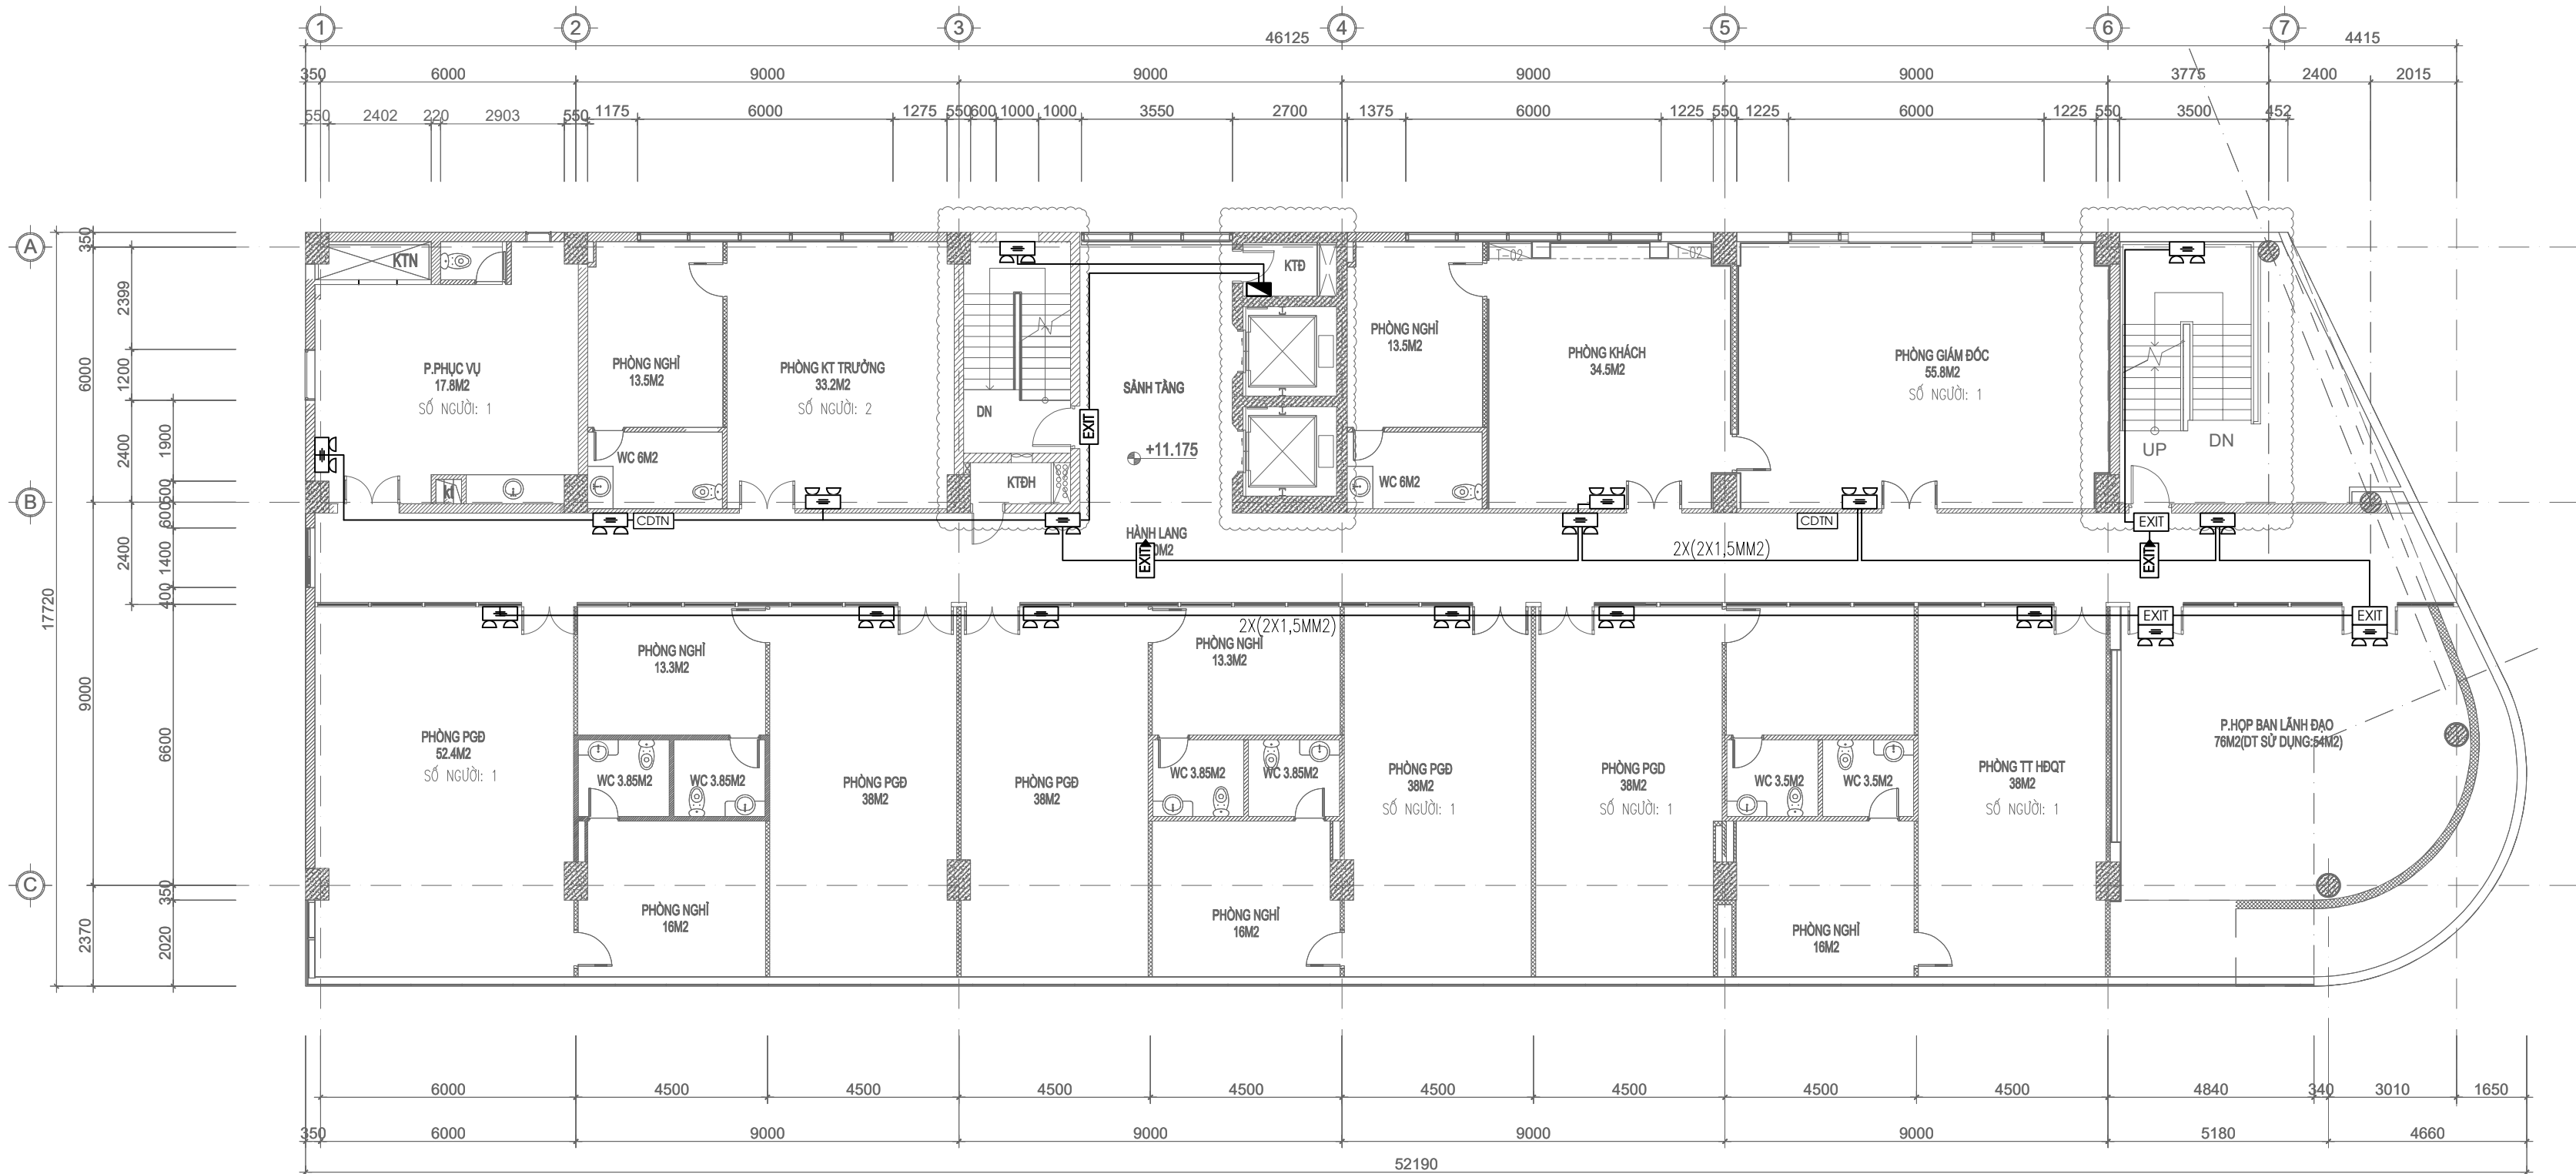 1 2 3 4 5 6 7
46125 4415
350 6000 9000 9000 9000 9000 3775 2400 2015
550 2402 220 2903 550 1175 6000 1275 550 600 1000 1000 3550 2700 1375 6000 1225 550 1225 6000 1225 550 3500 452
A
B
C
350
2399
6000
1200
2400
1900
500
600
2400
1400
400
17720
9000
6600
350
2370
2020
KTN
KTĐ
T-02
T-02
P.PHỤC VỤ
17.8M2
SỐ NGƯỜI: 1
PHÒNG NGHỈ
13.5M2
PHÒNG KT TRƯỞNG
33.2M2
SỐ NGƯỜI: 2
SẢNH TẦNG
PHÒNG NGHỈ
13.5M2
PHÒNG KHÁCH
34.5M2
PHÒNG GIÁM ĐỐC
55.8M2
SỐ NGƯỜI: 1
DN
EXIT
+11.175
UP
DN
WC 6M2
KTĐH
WC 6M2
CDTN
CDTN
EXIT
HÀNH LANG
EXIT
2X(2X1,5MM2)
EXIT
EXIT
EXIT
2X(2X1,5MM2)
PHÒNG NGHỈ
13.3M2
PHÒNG NGHỈ
13.3M2
PHÒNG PGĐ
52.4M2
SỐ NGƯỜI: 1
P.HỌP BAN LÃNH ĐẠO
76M2(DT SỬ DỤNG:54M2)
WC 3.85M2
WC 3.85M2
PHÒNG PGĐ
38M2
PHÒNG PGĐ
38M2
WC 3.85M2
WC 3.85M2
PHÒNG PGĐ
38M2
SỐ NGƯỜI: 1
PHÒNG PGD
38M2
SỐ NGƯỜI: 1
WC 3.5M2
WC 3.5M2
PHÒNG TT HĐQT
38M2
SỐ NGƯỜI: 1
PHÒNG NGHỈ
16M2
PHÒNG NGHỈ
16M2
PHÒNG NGHỈ
16M2
6000 4500 4500 4500 4500 4500 4500 4500 4500 4840 340 3010 1650
350 6000 9000 9000 9000 9000 5180 4660
52190